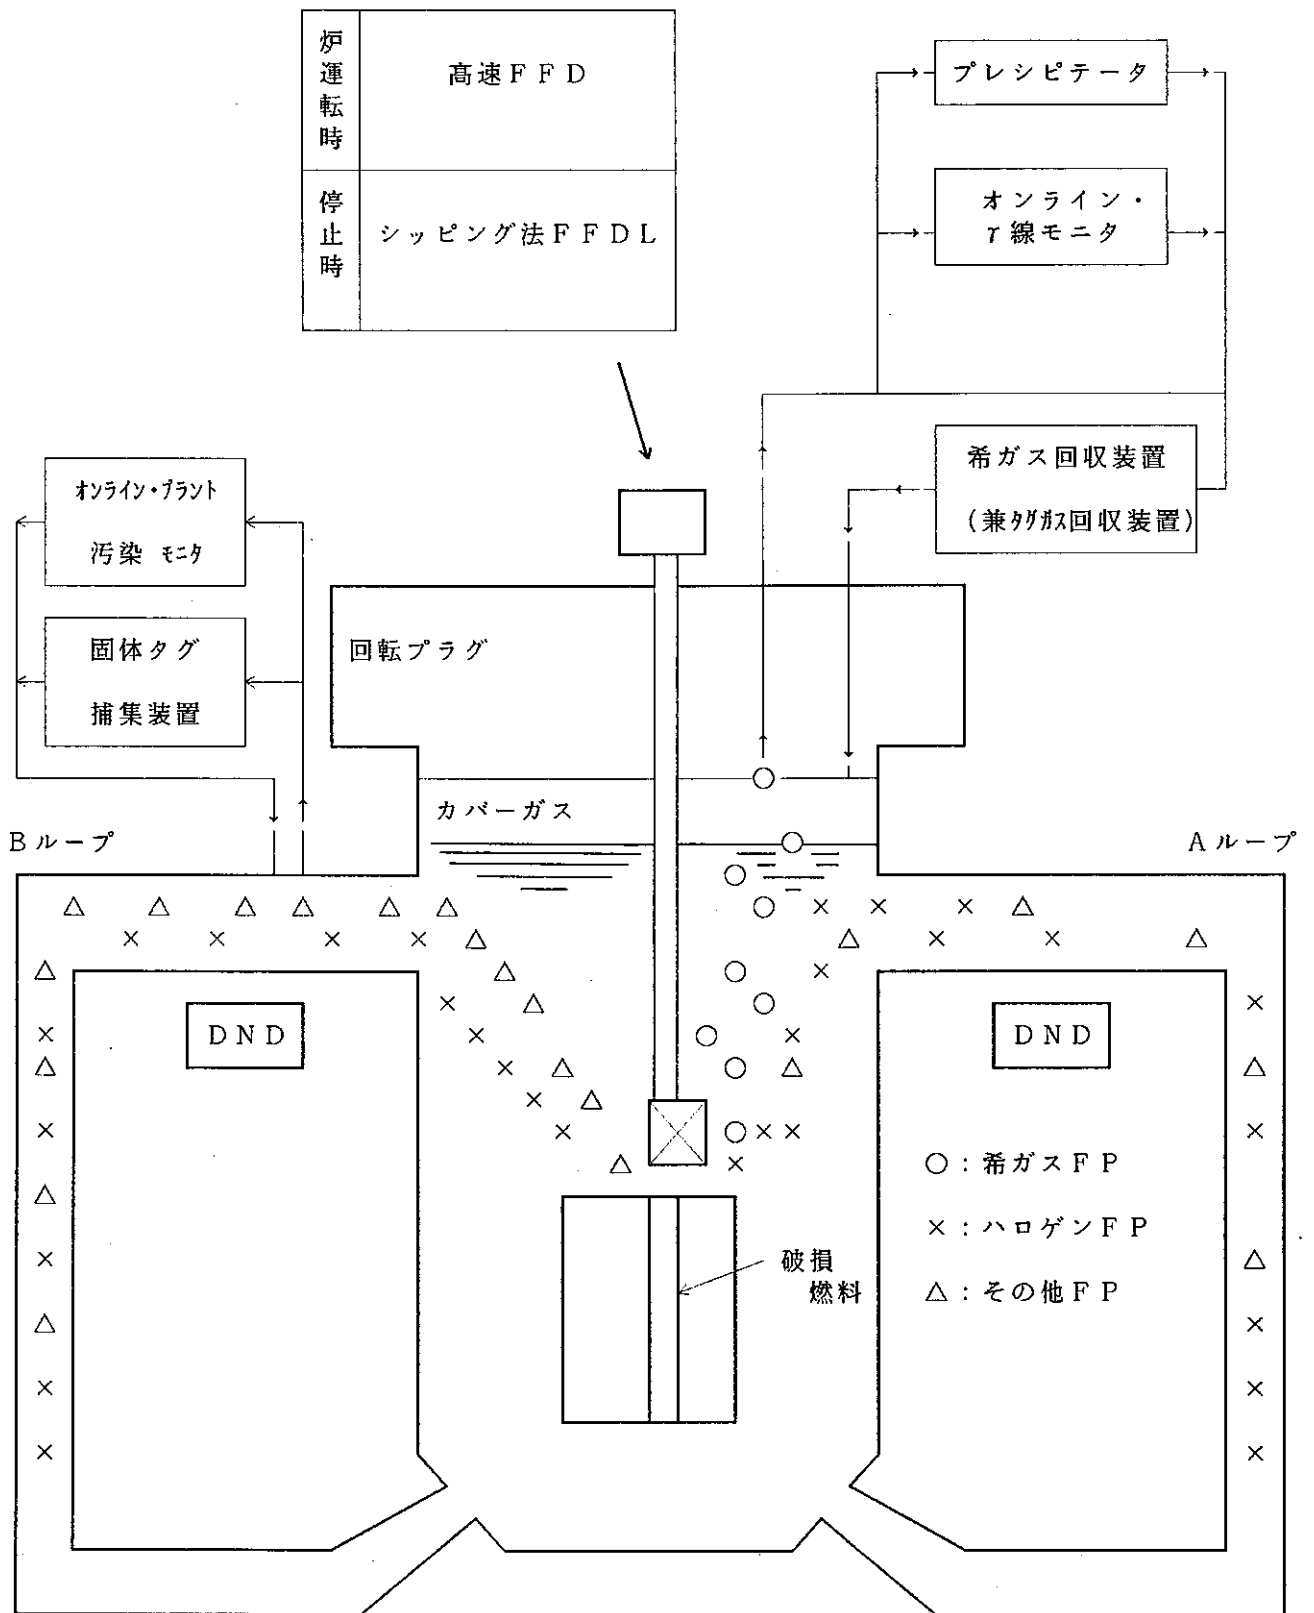 炉運転時
高速ＦＦＤ
停止時
シッピング法ＦＦＤＬ
プレシピテータ
オンライン・
γ線モニタ
希ガス回収装置
(兼タグガス回収装置)
オンライン・プラント
汚染 モニタ
固体タグ
捕集装置
回転プラグ
カバーガス
Ｂループ
Ａループ
ＤＮＤ
ＤＮＤ
○：希ガスＦＰ
×：ハロゲンＦＰ
△：その他ＦＰ
破損
燃料